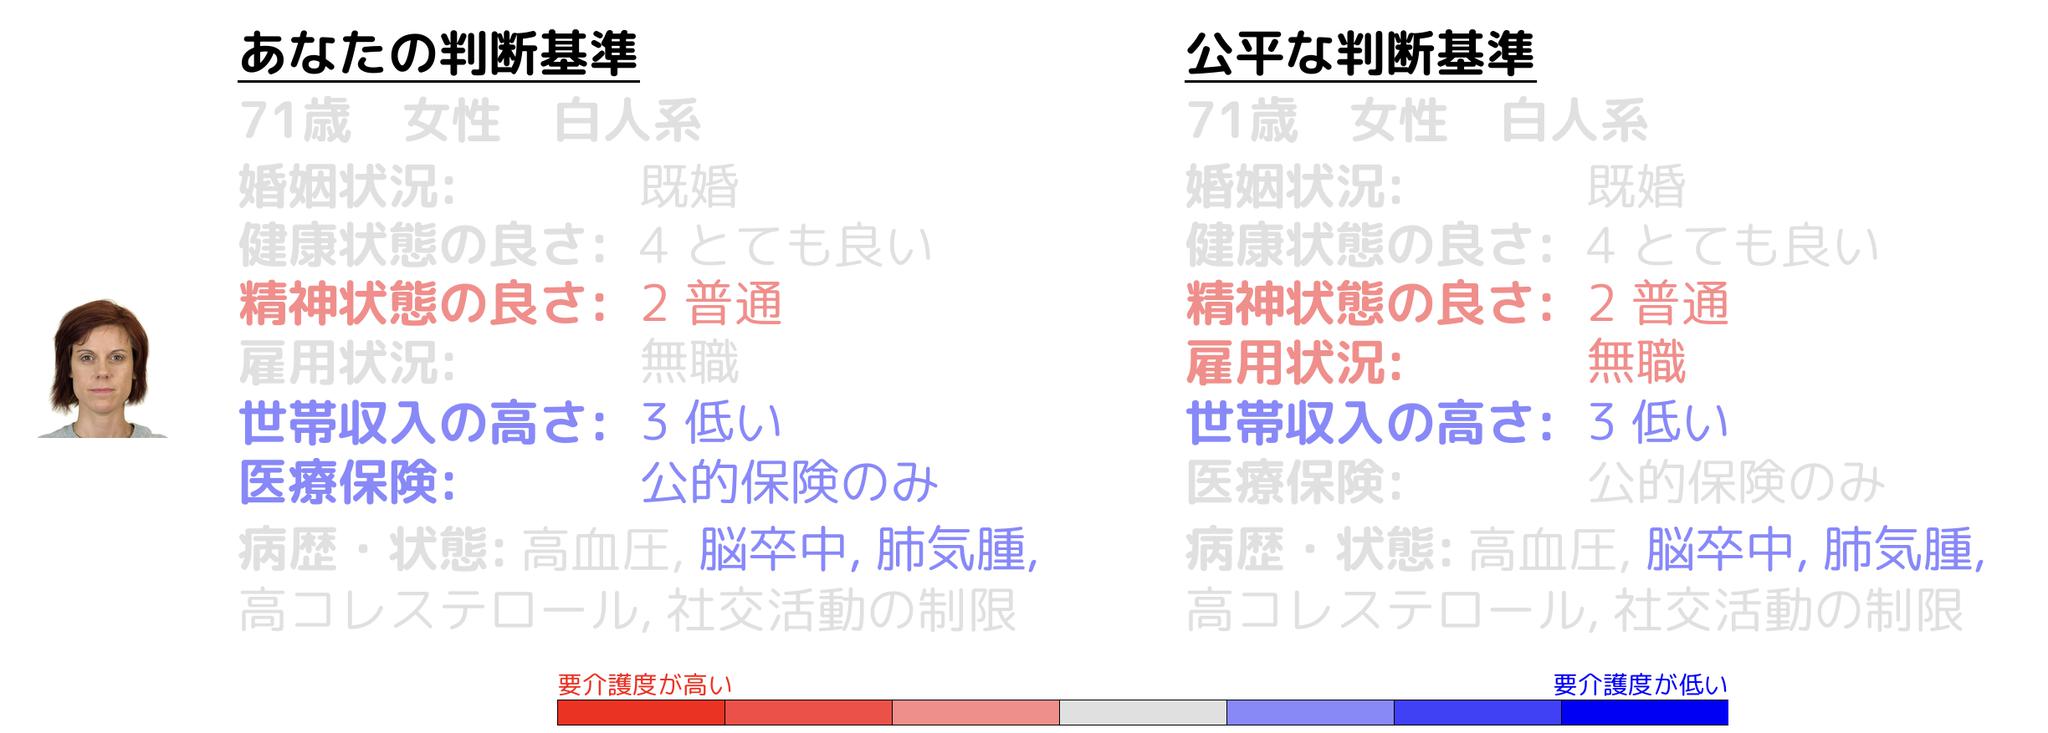 あなたの判断基準
71歳　女性　白人系
婚姻状況: 既婚
健康状態の良さ: 4 とても良い
精神状態の良さ: 2 普通
雇用状況: 無職
世帯収入の高さ: 3 低い
医療保険: 公的保険のみ
病歴・状態: 高血圧, 脳卒中, 肺気腫,
高コレステロール, 社交活動の制限
公平な判断基準
71歳　女性　白人系
婚姻状況: 既婚
健康状態の良さ: 4 とても良い
精神状態の良さ: 2 普通
雇用状況: 無職
世帯収入の高さ: 3 低い
医療保険: 公的保険のみ
病歴・状態: 高血圧, 脳卒中, 肺気腫,
高コレステロール, 社交活動の制限
要介護度が高い
要介護度が低い